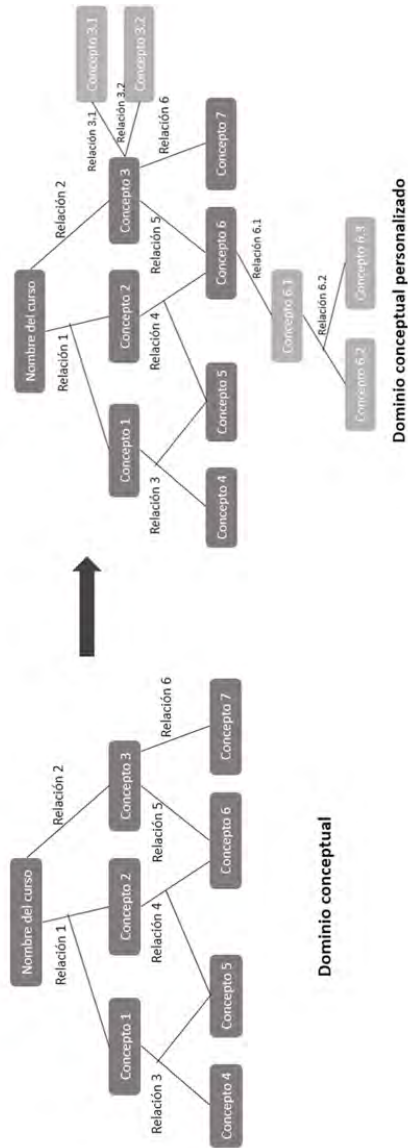 Nombre del curso
Relación 1
Relación 2
Concepto 1
Concepto 2
Concepto 3
Relación 3
Relación 4
Relación 5
Relación 6
Concepto 4
Concepto 5
Concepto 6
Concepto 7
Dominio conceptual
Nombre del curso
Relación 1
Relación 2
Relación 3.1
Concepto 3.1
Relación 3.2
Concepto 3.2
Concepto 1
Concepto 2
Concepto 3
Relación 3
Relación 4
Relación 5
Relación 6
Concepto 4
Concepto 5
Concepto 6
Concepto 7
Relación 6.1
Concepto 6.1
Relación 6.2
Concepto 6.2
Concepto 6.3
Dominio conceptual personalizado